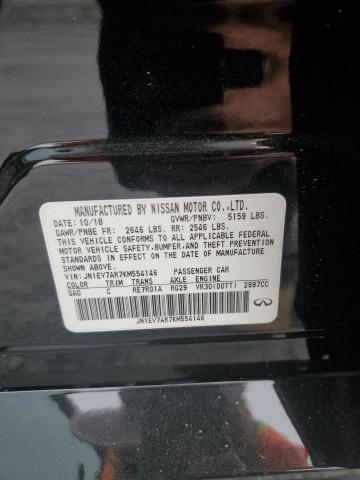 MANUFACTURED BY NISSAN MOTOR CO.,LTD.
DATE: 10/18 GVWR/PNBV: 5159 LBS.
GAWR/PNBE FR: 2646 LBS. RR: 2546 LBS.
THIS VEHICLE CONFORMS TO ALL APPLICABLE FEDERAL
MOTOR VEHICLE SAFETY,BUMPER,AND THEFT PREVENTION
STANDARDS IN EFFECT ON THE DATE OF MANUFACTURE
SHOWN ABOVE.
VIN: JN1EV7AR7KM554146 PASSENGER CAR
COLOR TRIM TRANS AXLE ENGINE
GAG C RE7R01A RG29 VR30(DDTT) 2997CC
JN1EV7AR7KM554146